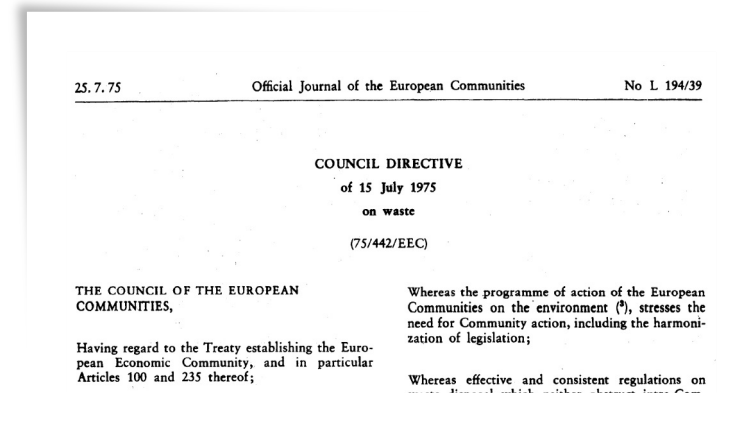 25. 7. 75 Official Journal of the European Communities No L 194/39
COUNCIL DIRECTIVE
of 15 July 1975
on waste
(75/442/EEC)
THE COUNCIL OF THE EUROPEAN
COMMUNITIES,
Having regard to the Treaty establishing the Euro-
pean Economic Community, and in particular
Articles 100 and 235 thereof;
Whereas the programme of action of the European
Communities on the environment (³), stresses the
need for Community action, including the harmoni-
zation of legislation;
Whereas effective and consistent regulations on